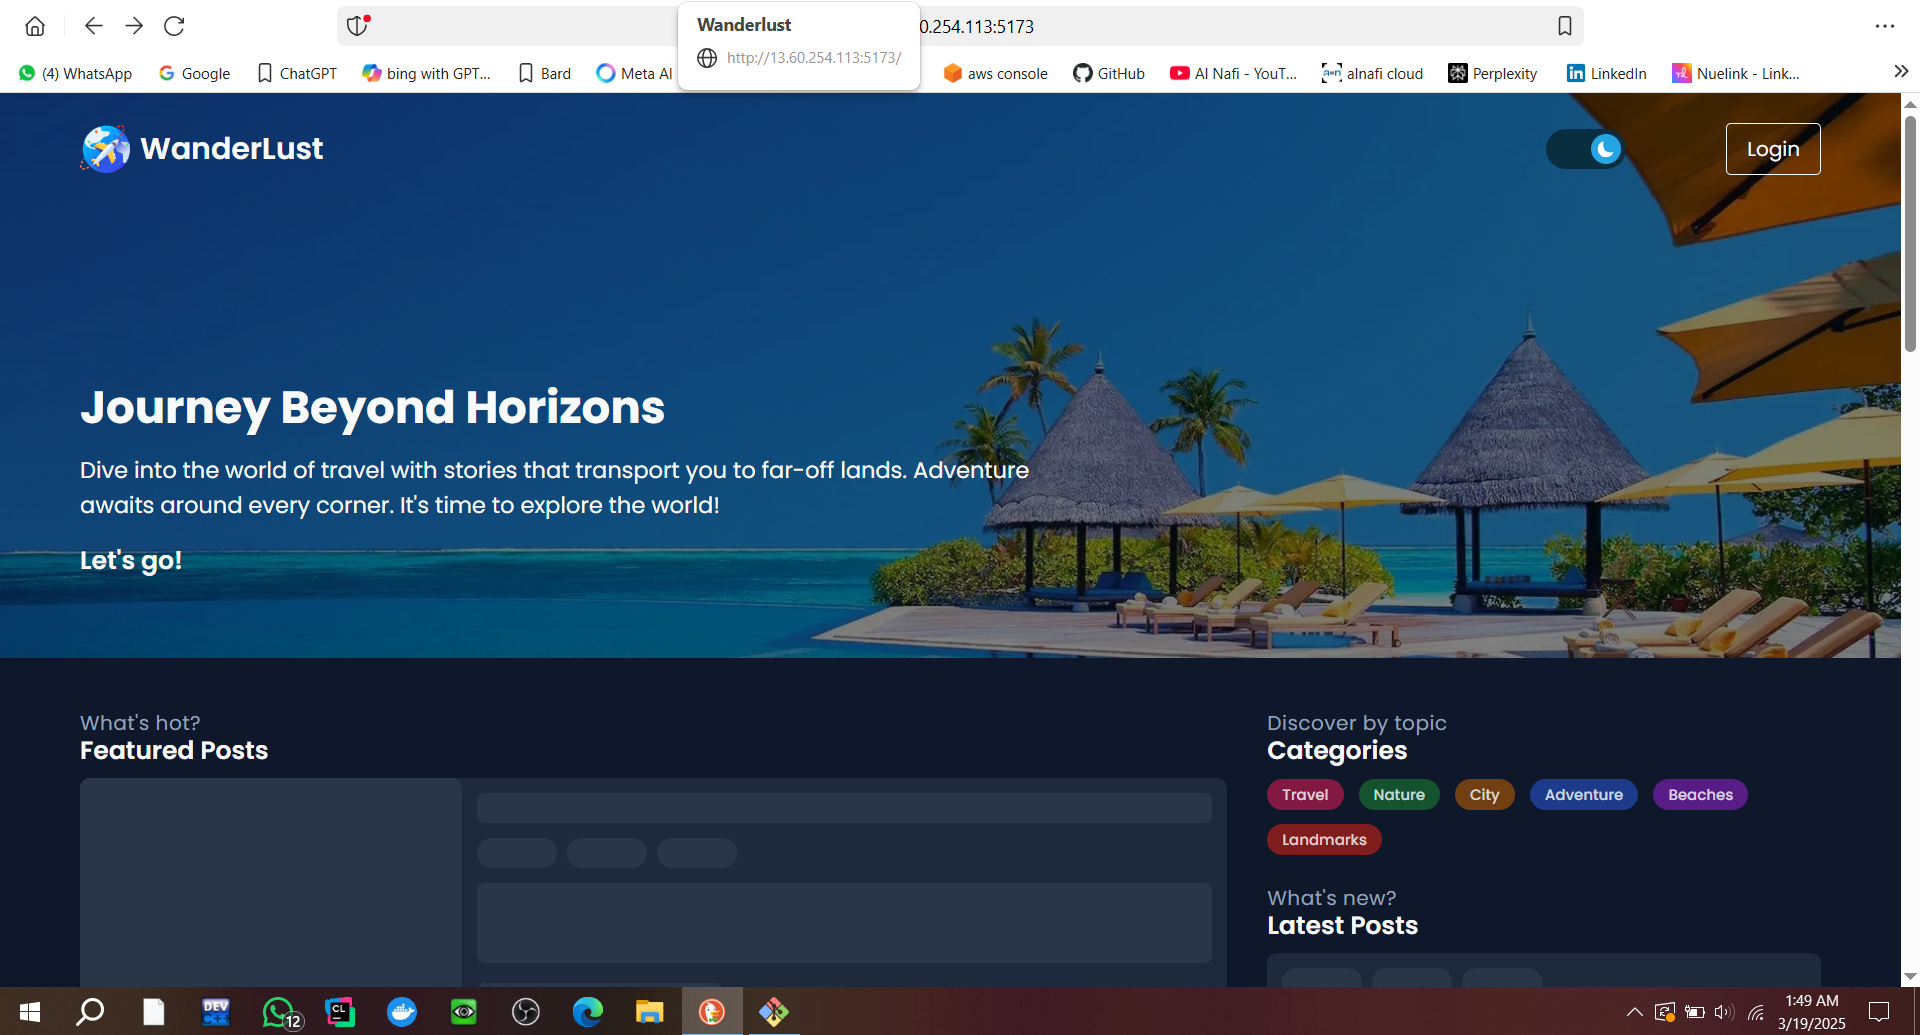 Wanderlust
http://13.60.254.113:5173/
0.254.113:5173
(4) WhatsApp
Google
ChatGPT
bing with GPT...
Bard
Meta AI
aws console
GitHub
Al Nafi - YouT...
alnafi cloud
Perplexity
LinkedIn
Nuelink - Link...
WanderLust
Login
Journey Beyond Horizons
Dive into the world of travel with stories that transport you to far-off lands. Adventure
awaits around every corner. It's time to explore the world!
Let's go!
What's hot?
Featured Posts
Discover by topic
Categories
Travel
Nature
City
Adventure
Beaches
Landmarks
What's new?
Latest Posts
DEV
C++
12
CL
1:49 AM
3/19/2025